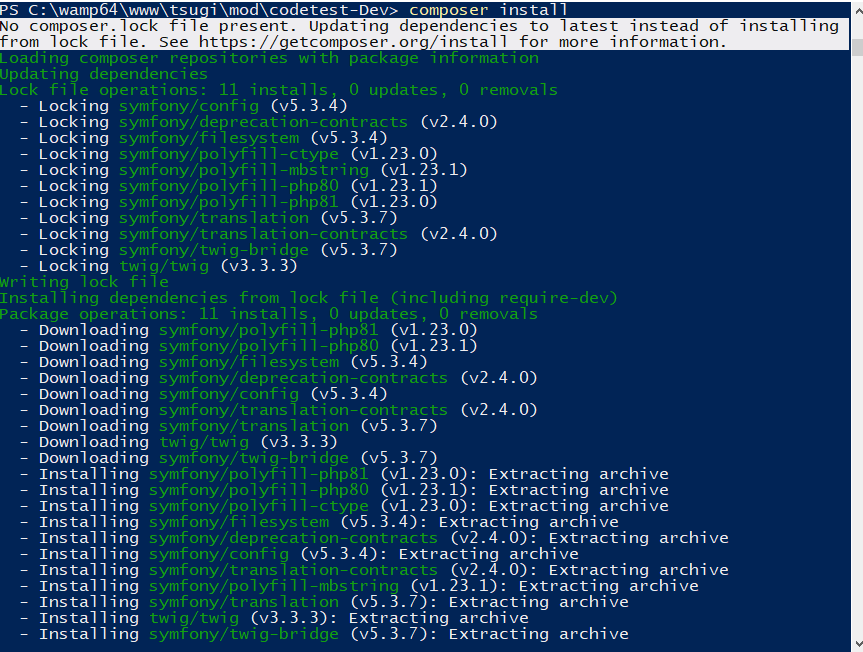 PS C:\wamp64\www\tsugi\mod\codetest-Dev> composer install
No composer.lock file present. Updating dependencies to latest instead of installing
from lock file. See https://getcomposer.org/install for more information.
Loading composer repositories with package information
Updating dependencies
Lock file operations: 11 installs, 0 updates, 0 removals
  - Locking symfony/config (v5.3.4)
  - Locking symfony/deprecation-contracts (v2.4.0)
  - Locking symfony/filesystem (v5.3.4)
  - Locking symfony/polyfill-ctype (v1.23.0)
  - Locking symfony/polyfill-mbstring (v1.23.1)
  - Locking symfony/polyfill-php80 (v1.23.1)
  - Locking symfony/polyfill-php81 (v1.23.0)
  - Locking symfony/translation (v5.3.7)
  - Locking symfony/translation-contracts (v2.4.0)
  - Locking symfony/twig-bridge (v5.3.7)
  - Locking twig/twig (v3.3.3)
Writing lock file
Installing dependencies from lock file (including require-dev)
Package operations: 11 installs, 0 updates, 0 removals
  - Downloading symfony/polyfill-php81 (v1.23.0)
  - Downloading symfony/polyfill-php80 (v1.23.1)
  - Downloading symfony/filesystem (v5.3.4)
  - Downloading symfony/deprecation-contracts (v2.4.0)
  - Downloading symfony/config (v5.3.4)
  - Downloading symfony/translation-contracts (v2.4.0)
  - Downloading symfony/translation (v5.3.7)
  - Downloading twig/twig (v3.3.3)
  - Downloading symfony/twig-bridge (v5.3.7)
  - Installing symfony/polyfill-php81 (v1.23.0): Extracting archive
  - Installing symfony/polyfill-php80 (v1.23.1): Extracting archive
  - Installing symfony/polyfill-ctype (v1.23.0): Extracting archive
  - Installing symfony/filesystem (v5.3.4): Extracting archive
  - Installing symfony/deprecation-contracts (v2.4.0): Extracting archive
  - Installing symfony/config (v5.3.4): Extracting archive
  - Installing symfony/translation-contracts (v2.4.0): Extracting archive
  - Installing symfony/polyfill-mbstring (v1.23.1): Extracting archive
  - Installing symfony/translation (v5.3.7): Extracting archive
  - Installing twig/twig (v3.3.3): Extracting archive
  - Installing symfony/twig-bridge (v5.3.7): Extracting archive